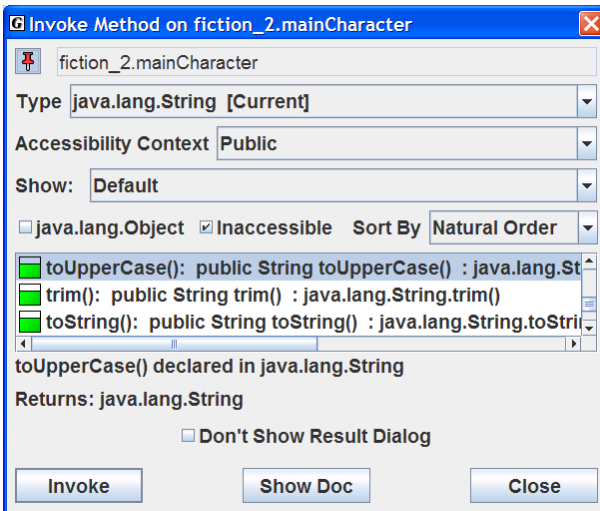 G Invoke Method on fiction_2.mainCharacter
fiction_2.mainCharacter
Type java.lang.String [Current]
Accessibility Context Public
Show: Default
java.lang.Object Inaccessible Sort By Natural Order
toUpperCase(): public String toUpperCase() : java.lang.St
trim(): public String trim() : java.lang.String.trim()
toString(): public String toString() : java.lang.String.toStri
toUpperCase() declared in java.lang.String
Returns: java.lang.String
Don't Show Result Dialog
Invoke Show Doc Close